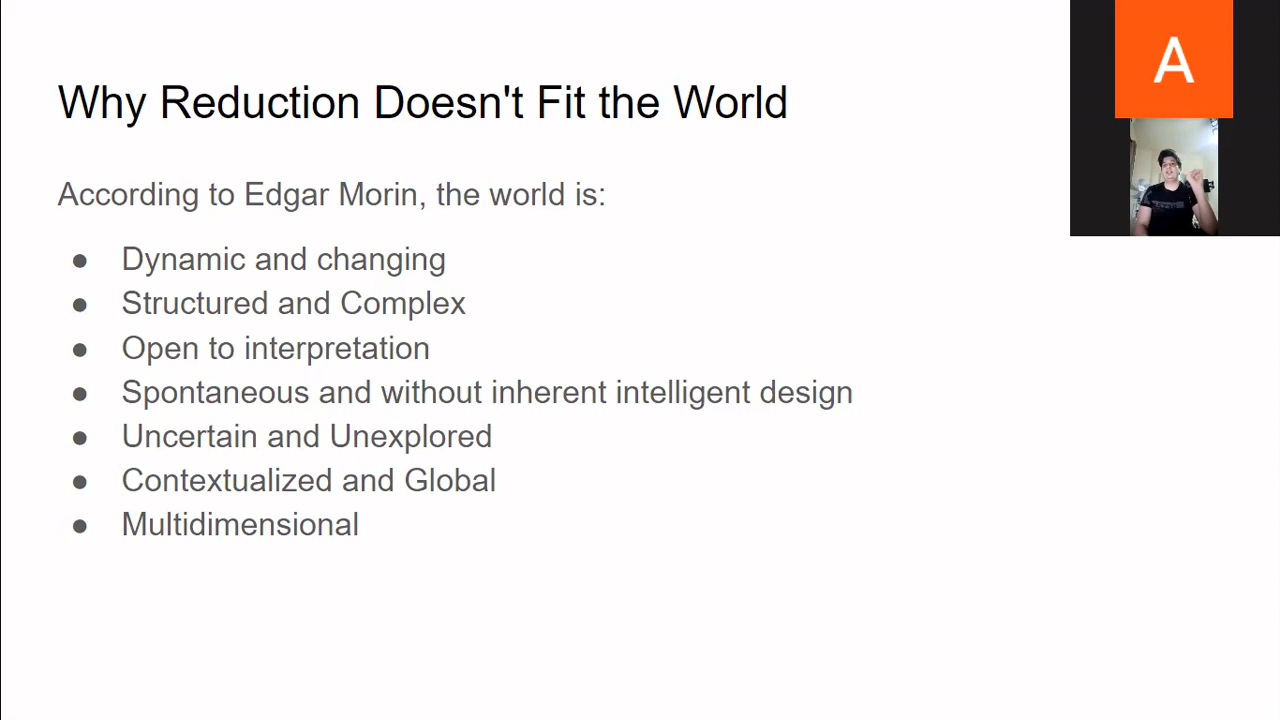 Why Reduction Doesn't Fit the World
According to Edgar Morin, the world is:
● Dynamic and changing
● Structured and Complex
● Open to interpretation
● Spontaneous and without inherent intelligent design
● Uncertain and Unexplored
● Contextualized and Global
● Multidimensional
A